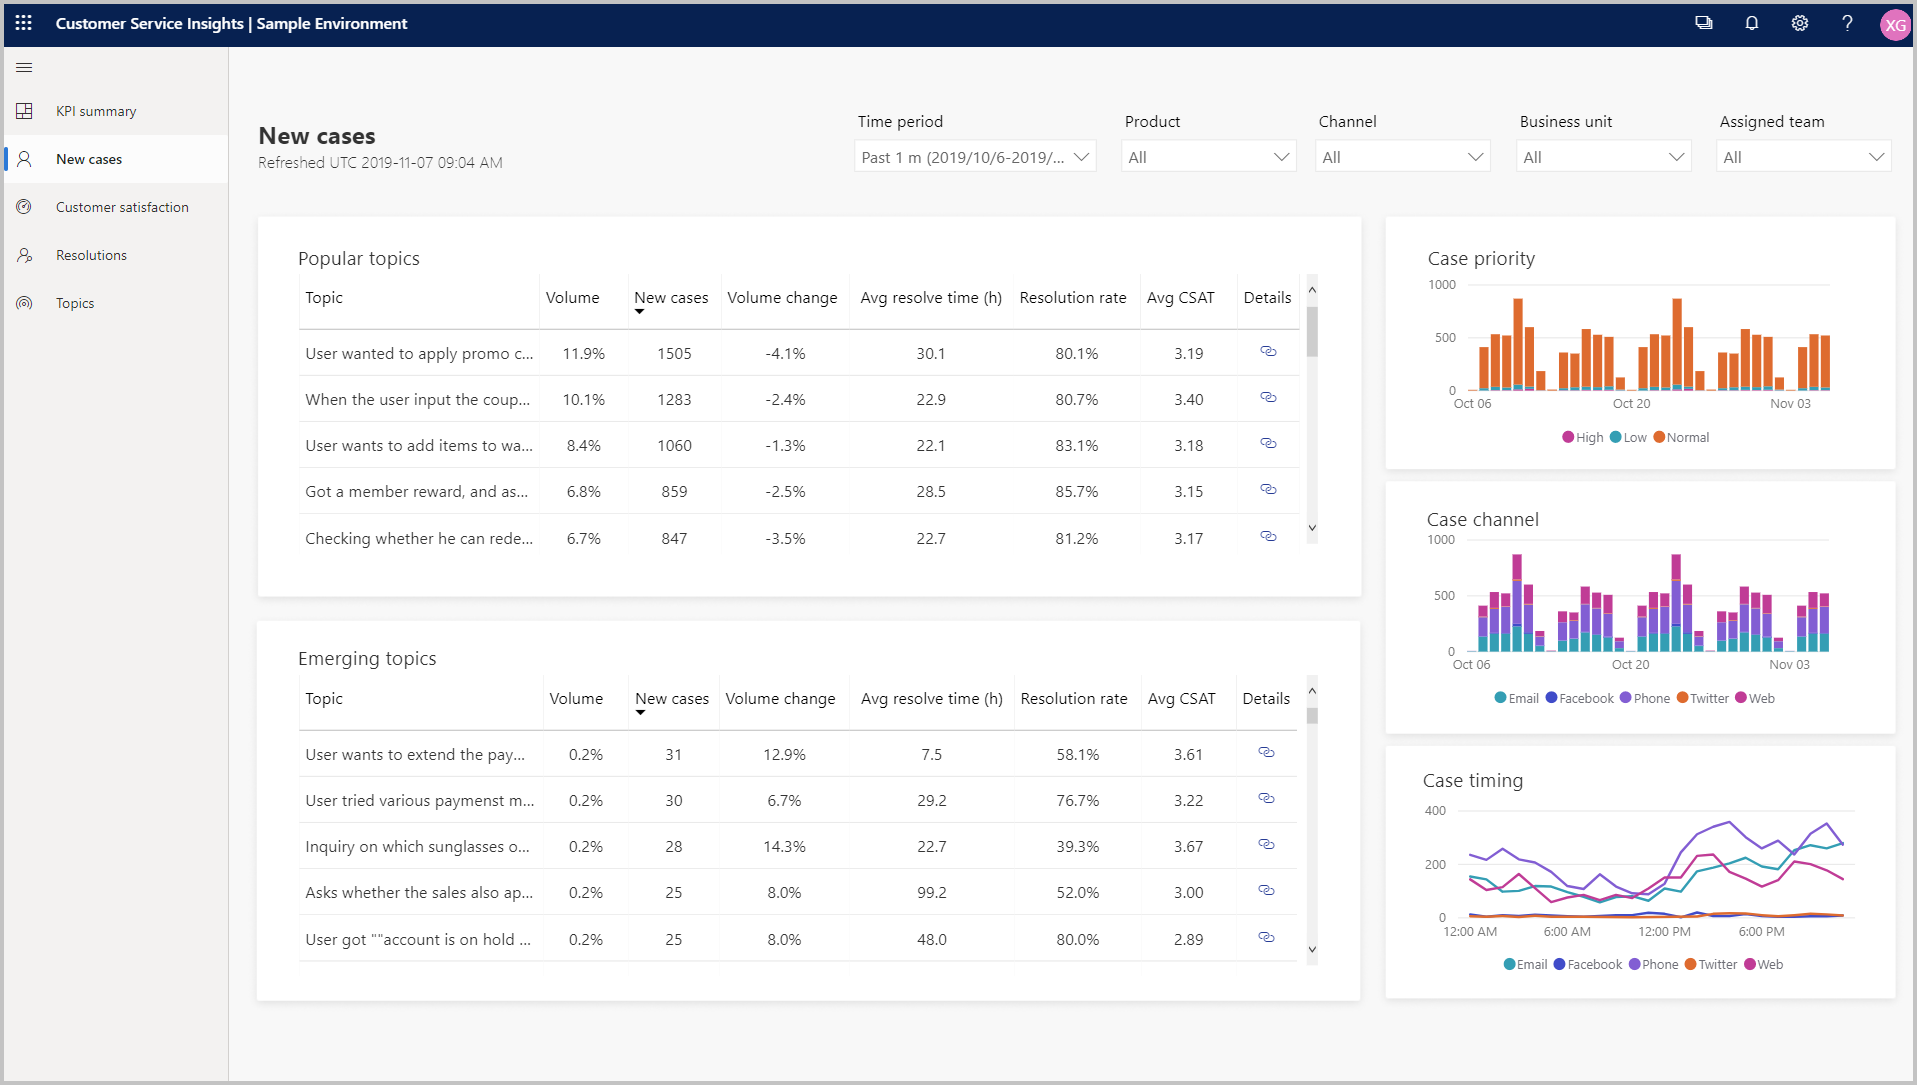 Customer Service Insights | Sample Environment
XG
KPI summary
New cases
Customer satisfaction
Resolutions
Topics
New cases
Refreshed UTC 2019-11-07 09:04 AM
Time period
Past 1 m (2019/10/6-2019/...
Product
All
Channel
All
Business unit
All
Assigned team
All
Popular topics
Topic Volume New cases Volume change Avg resolve time (h) Resolution rate Avg CSAT Details
User wanted to apply promo c... 11.9% 1505 -4.1% 30.1 80.1% 3.19
When the user input the coup... 10.1% 1283 -2.4% 22.9 80.7% 3.40
User wants to add items to wa... 8.4% 1060 -1.3% 22.1 83.1% 3.18
Got a member reward, and as... 6.8% 859 -2.5% 28.5 85.7% 3.15
Checking whether he can rede... 6.7% 847 -3.5% 22.7 81.2% 3.17
Emerging topics
Topic Volume New cases Volume change Avg resolve time (h) Resolution rate Avg CSAT Details
User wants to extend the pay... 0.2% 31 12.9% 7.5 58.1% 3.61
User tried various paymenst m... 0.2% 30 6.7% 29.2 76.7% 3.22
Inquiry on which sunglasses o... 0.2% 28 14.3% 22.7 39.3% 3.67
Asks whether the sales also ap... 0.2% 25 8.0% 99.2 52.0% 3.00
User got ""account is on hold ... 0.2% 25 8.0% 48.0 80.0% 2.89
Case priority
1000
500
0
Oct 06 Oct 20 Nov 03
High Low Normal
Case channel
1000
500
0
Oct 06 Oct 20 Nov 03
Email Facebook Phone Twitter Web
Case timing
400
200
0
12:00 AM 6:00 AM 12:00 PM 6:00 PM
Email Facebook Phone Twitter Web